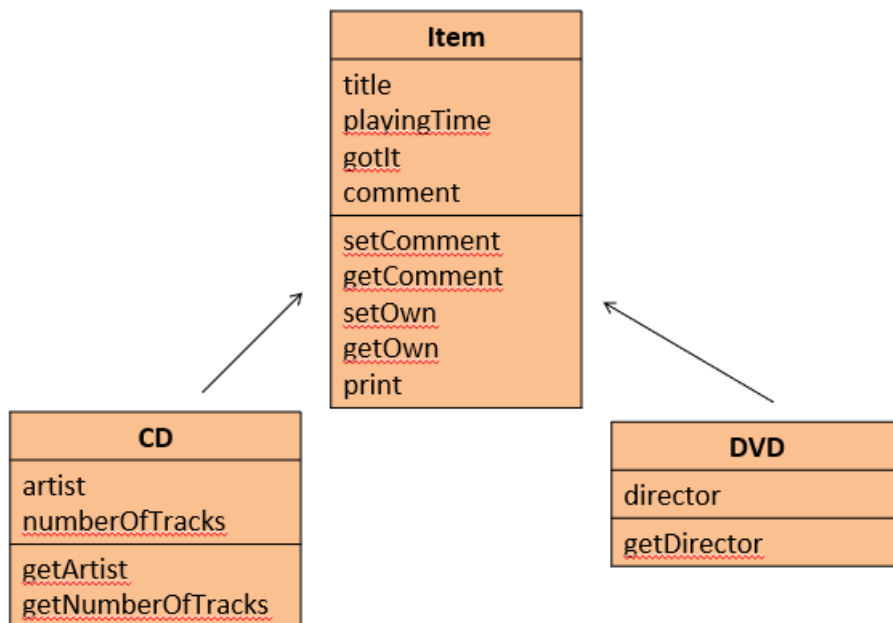 Item
title
playingTime
gotIt
comment
setComment
getComment
setOwn
getOwn
print
CD
artist
numberOfTracks
getArtist
getNumberOfTracks
DVD
director
getDirector